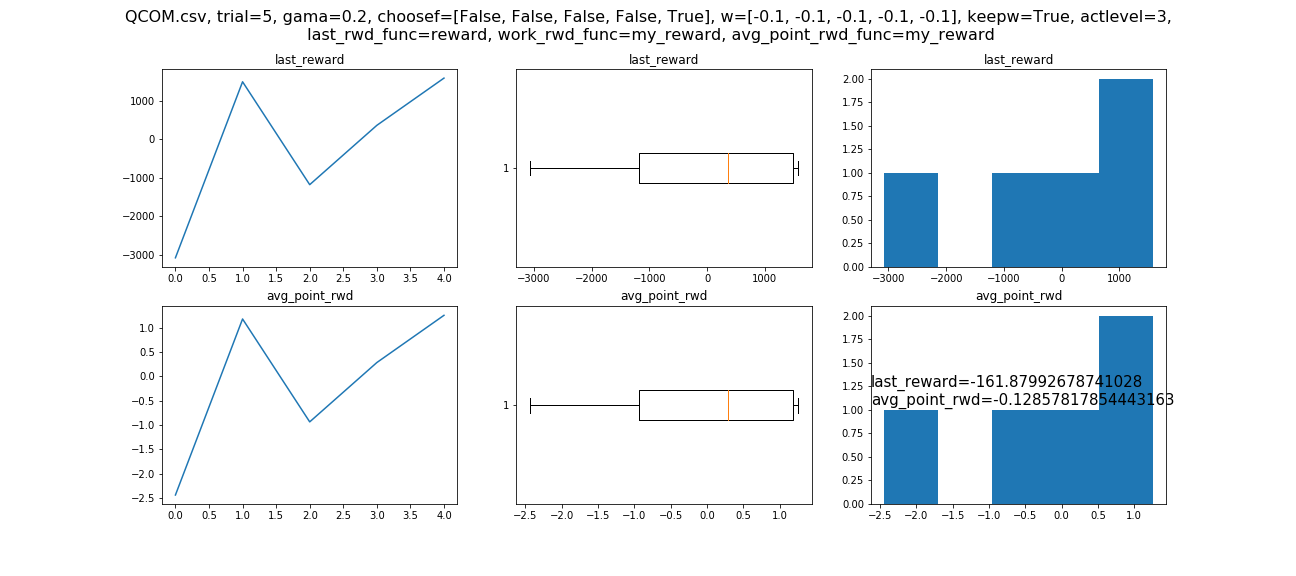 QCOM.csv, trial=5, gama=0.2, choosef=[False, False, False, False, True], w=[-0.1, -0.1, -0.1, -0.1, -0.1], keepw=True, actlevel=3,
last_rwd_func=reward, work_rwd_func=my_reward, avg_point_rwd_func=my_reward
last_reward
1000
0
−1000
−2000
−3000
0.0 0.5 1.0 1.5 2.0 2.5 3.0 3.5 4.0
last_reward
1
−3000 −2000 −1000 0 1000
last_reward
2.00
1.75
1.50
1.25
1.00
0.75
0.50
0.25
0.00
−3000 −2000 −1000 0 1000
avg_point_rwd
1.0
0.5
0.0
−0.5
−1.0
−1.5
−2.0
−2.5
0.0 0.5 1.0 1.5 2.0 2.5 3.0 3.5 4.0
avg_point_rwd
1
−2.5 −2.0 −1.5 −1.0 −0.5 0.0 0.5 1.0
avg_point_rwd
2.00
1.75
1.50
1.25
1.00
0.75
0.50
0.25
0.00
last_reward=-161.87992678741028
avg_point_rwd=-0.12857817854443163
−2.5 −2.0 −1.5 −1.0 −0.5 0.0 0.5 1.0